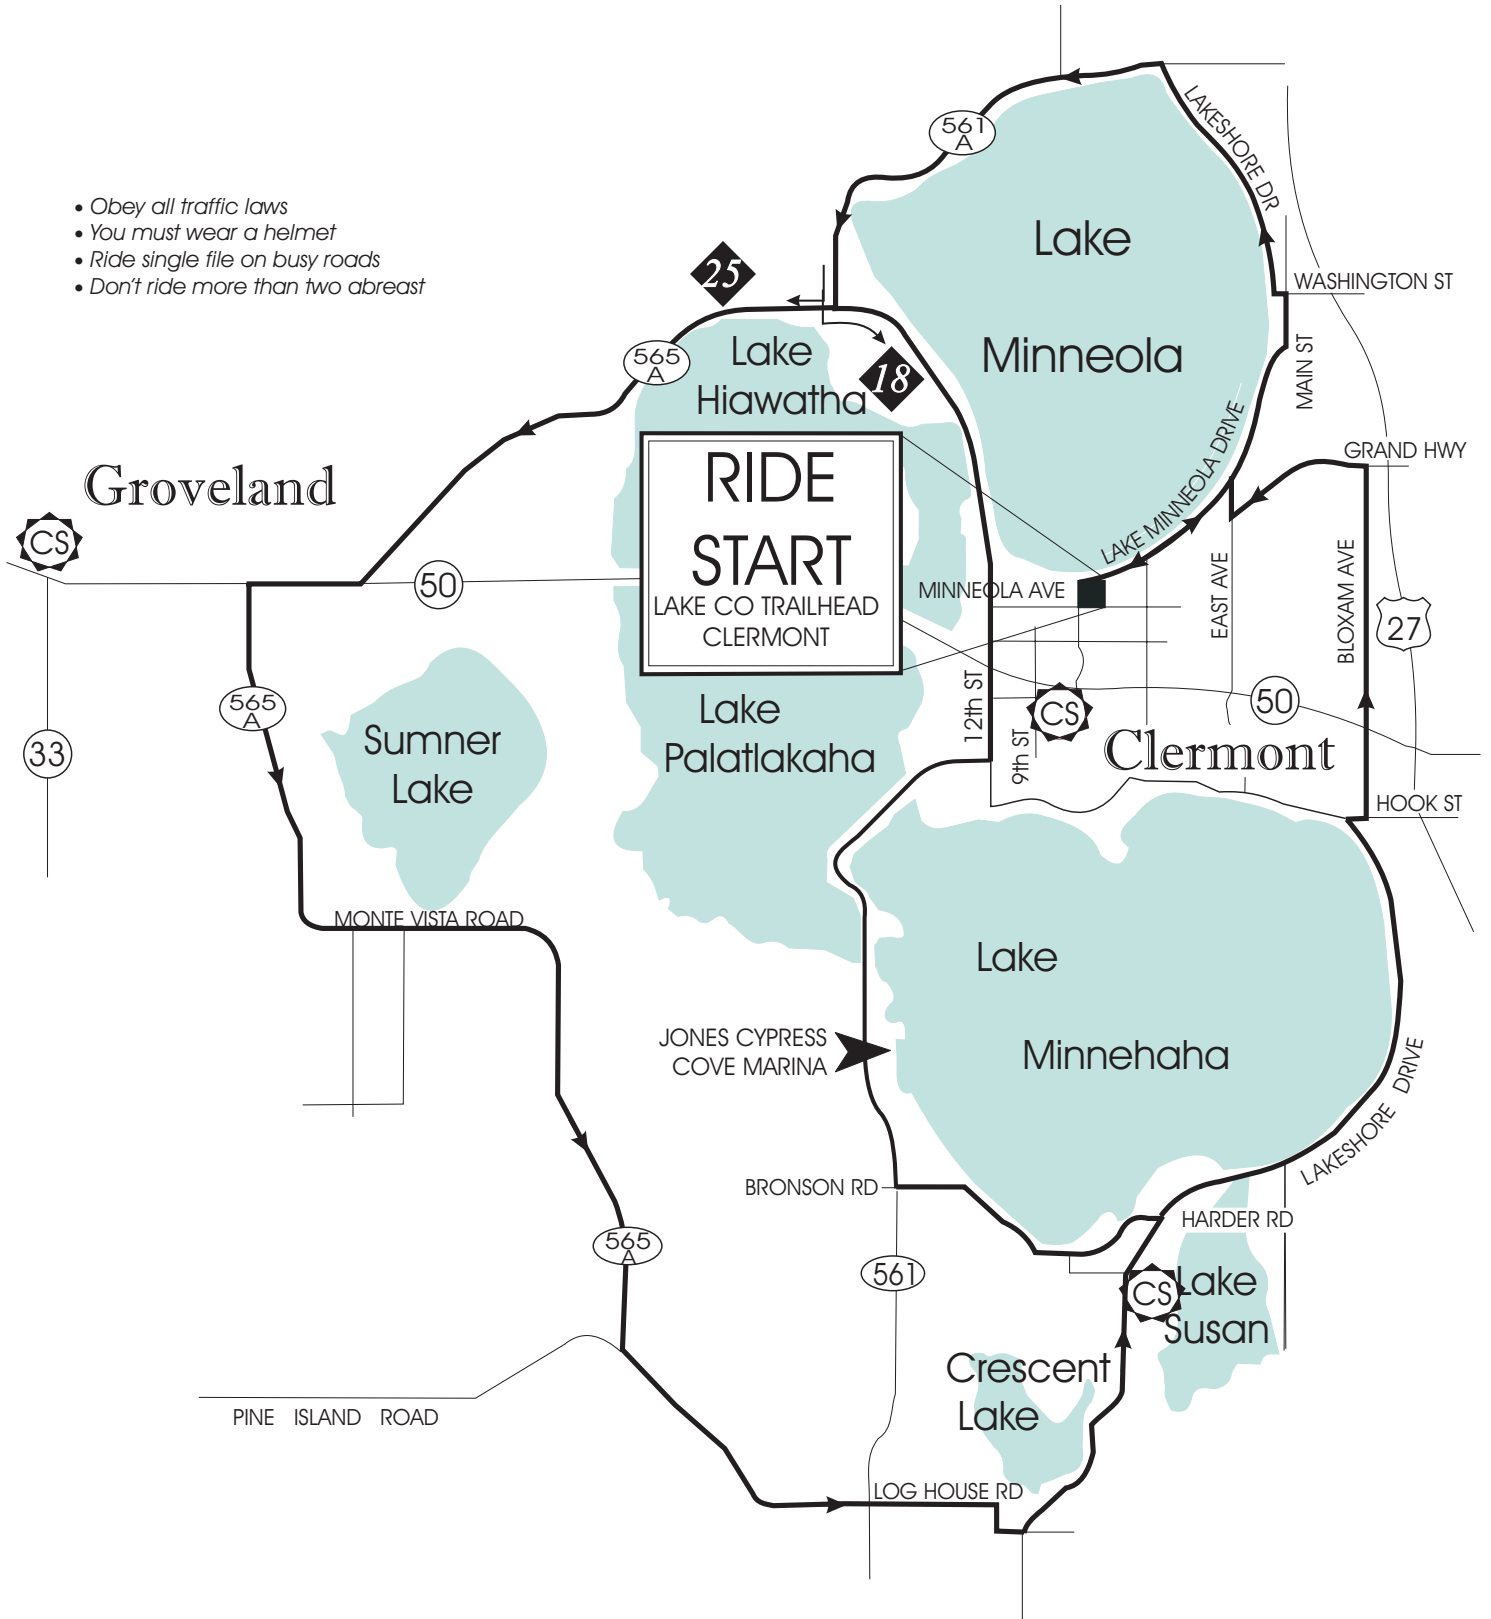 561
A
LAKESHORE DR
• Obey all traffic laws
• You must wear a helmet
• Ride single file on busy roads
• Don't ride more than two abreast
Lake
Minneola
25
WASHINGTON ST
MAIN ST
565
A
Lake
Hiawatha
18
LAKE MINNEOLA DRIVE
GRAND HWY
Groveland
CS
RIDE
START
LAKE CO TRAILHEAD
CLERMONT
50
MINNEOLA AVE
EAST AVE
BLOXAM AVE
27
565
A
33
Sumner
Lake
Lake
Palatlakaha
12th ST
9th ST
CS
50
Clermont
HOOK ST
MONTE VISTA ROAD
Lake
Minnehaha
JONES CYPRESS
COVE MARINA
LAKESHORE DRIVE
BRONSON RD
HARDER RD
565
A
561
CS
Lake
Susan
Crescent
Lake
PINE ISLAND ROAD
LOG HOUSE RD